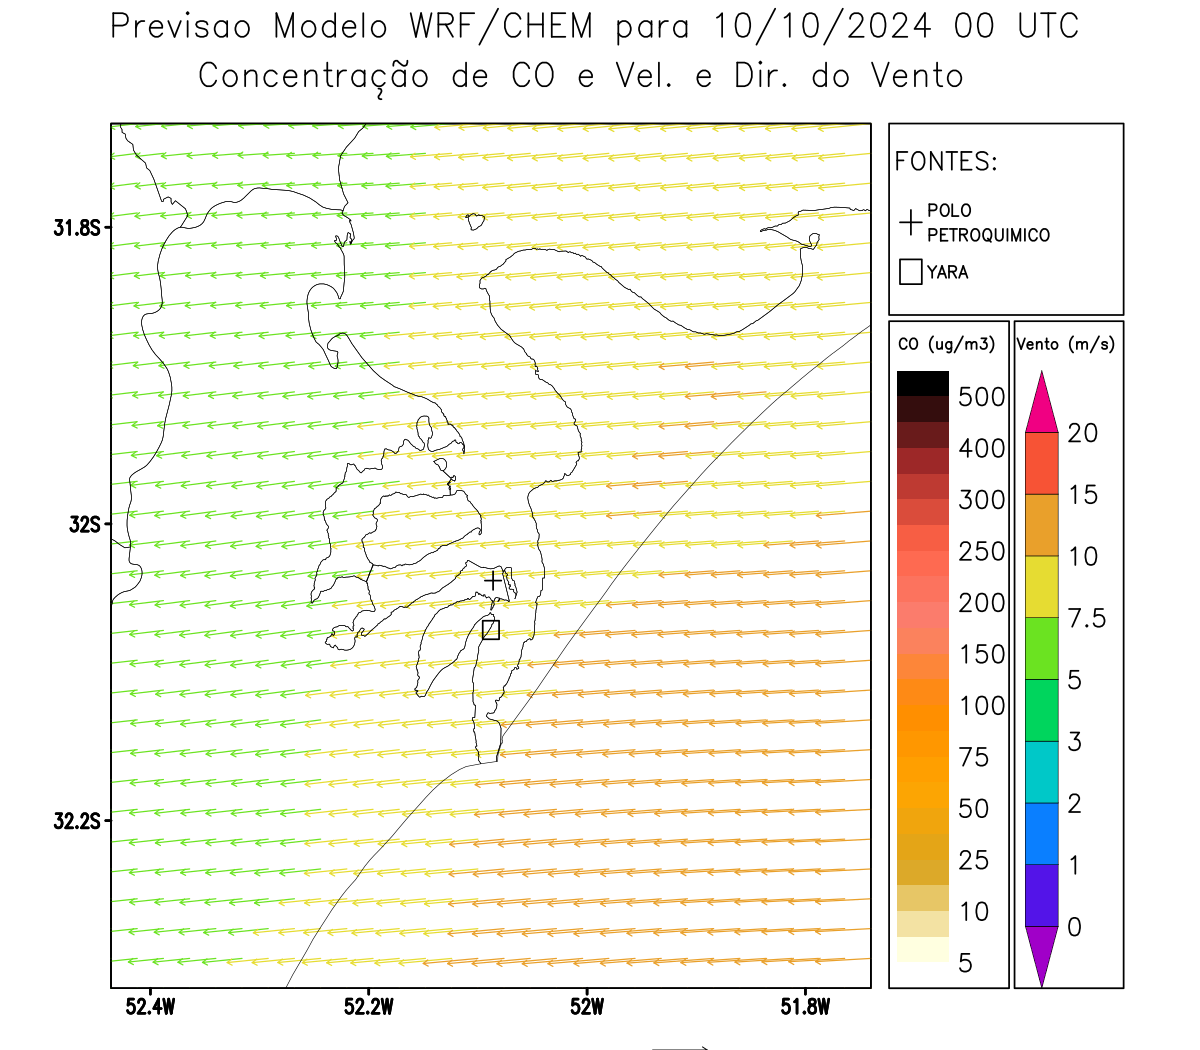 Previsao Modelo WRF/CHEM para 10/10/2024 00 UTC
Concentração de CO e Vel. e Dir. do Vento
FONTES:
POLO
PETROQUIMICO
YARA
CO (ug/m3)
500
400
300
250
200
150
100
75
50
25
10
5
Vento (m/s)
20
15
10
7.5
5
3
2
1
0
31.8S
32S
32.2S
52.4W
52.2W
52W
51.8W